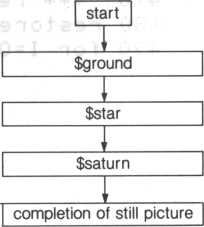 start
$ground
$star
$saturn
completion of still picture